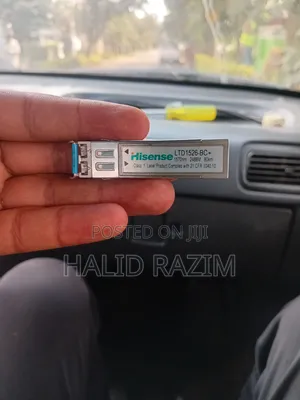 Hisense
LTD1526-BC+
Class 1 Laser Product Complies with 21 CFR 1040.10
POSTED ON JIJI
HALID RAZIM